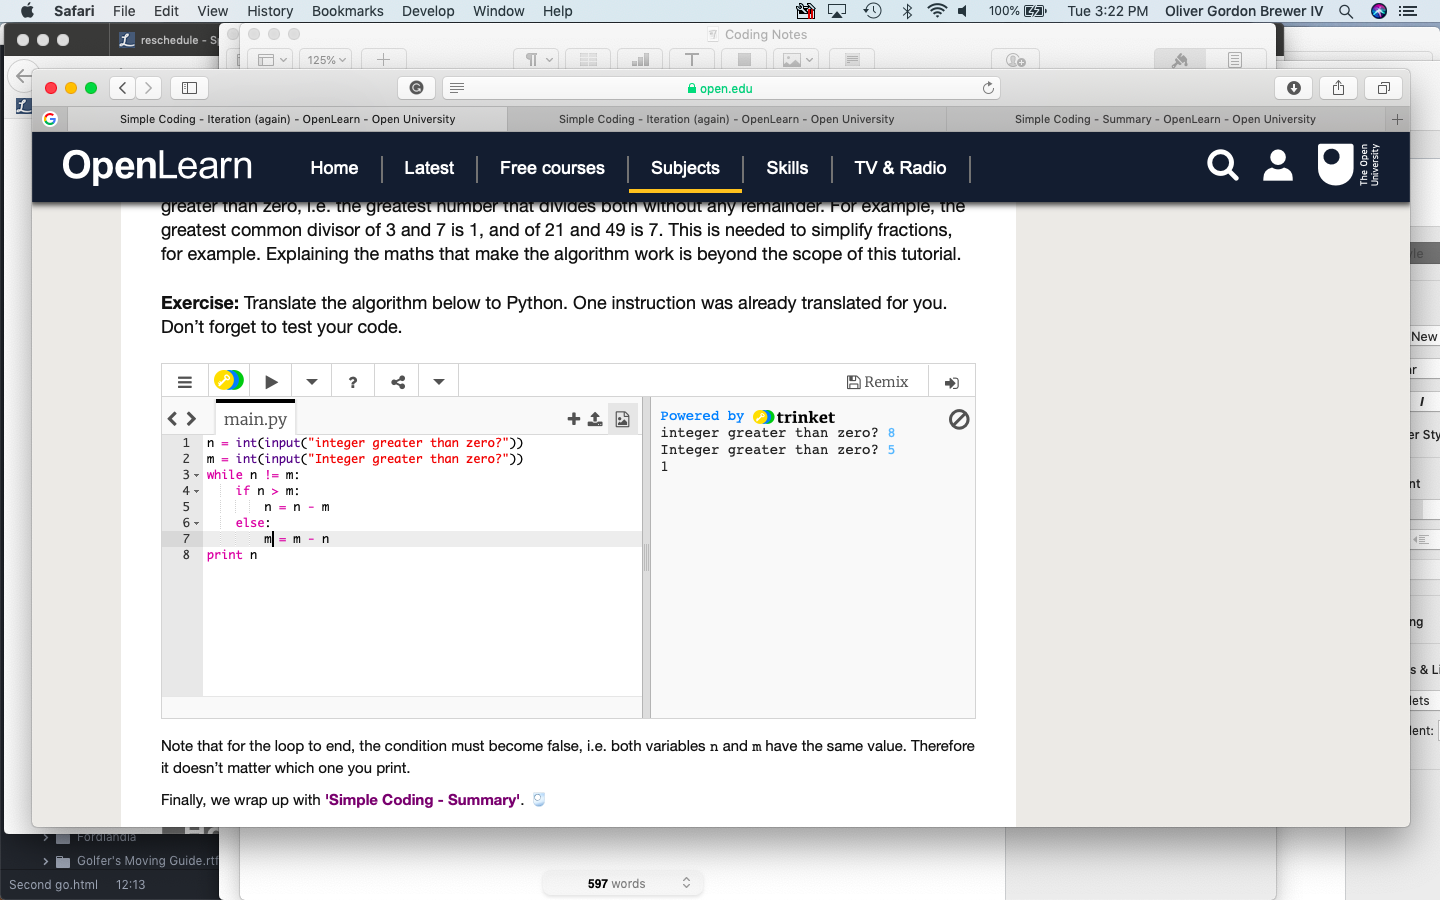 Safari File Edit View History Bookmarks Develop Window Help 100% Tue 3:22 PM Oliver Gordon Brewer IV
reschedule - S
Coding Notes
125%
open.edu
Simple Coding - Iteration (again) - OpenLearn - Open University
Simple Coding - Iteration (again) - OpenLearn - Open University
Simple Coding - Summary - OpenLearn - Open University
OpenLearn Home Latest Free courses Subjects Skills TV & Radio The Open University
greater than zero, i.e. the greatest number that divides both without any remainder. For example, the
greatest common divisor of 3 and 7 is 1, and of 21 and 49 is 7. This is needed to simplify fractions,
for example. Explaining the maths that make the algorithm work is beyond the scope of this tutorial.
Exercise: Translate the algorithm below to Python. One instruction was already translated for you.
Don't forget to test your code.
? Remix
main.py
1 n = int(input("integer greater than zero?"))
2 m = int(input("Integer greater than zero?"))
3 while n != m:
4 if n > m:
5 n = n - m
6 else:
7 m = m - n
8 print n
Powered by trinket
integer greater than zero? 8
Integer greater than zero? 5
1
Note that for the loop to end, the condition must become false, i.e. both variables n and m have the same value. Therefore
it doesn't matter which one you print.
Finally, we wrap up with 'Simple Coding - Summary'.
New
I
er Sty
nt
ng
s & Li
lets
lent:
Fordlandia
Golfer's Moving Guide.rtf
Second go.html 12:13
597 words